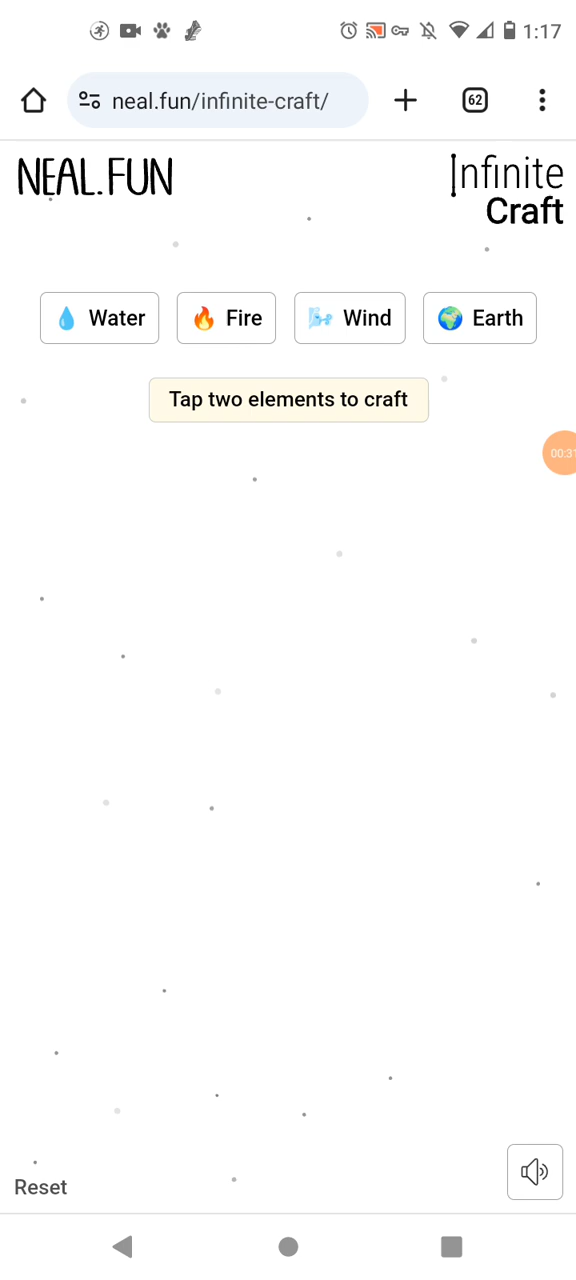 1:17
neal.fun/infinite-craft/
62
NEAL.FUN
Infinite
Craft
Water
Fire
Wind
Earth
Tap two elements to craft
00:31
Reset